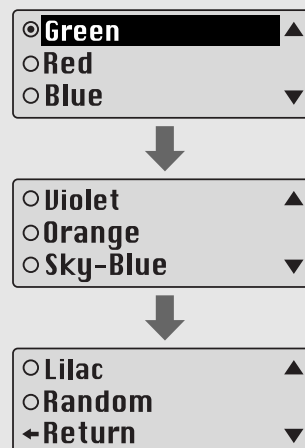 Green
Red
Blue
Violet
Orange
Sky-Blue
Lilac
Random
Return